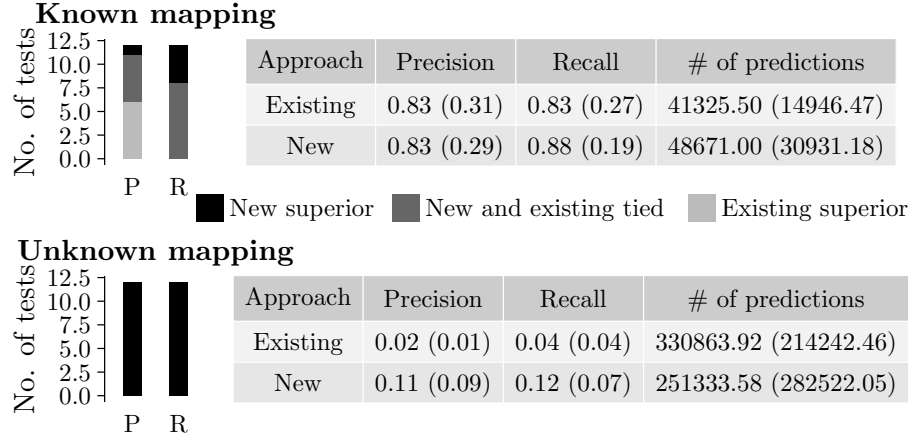 Known mapping
No. of tests
12.5
10.0
7.5
5.0
2.5
0.0
P R
Approach Precision Recall # of predictions
Existing 0.83 (0.31) 0.83 (0.27) 41325.50 (14946.47)
New 0.83 (0.29) 0.88 (0.19) 48671.00 (30931.18)
New superior New and existing tied Existing superior
Unknown mapping
No. of tests
12.5
10.0
7.5
5.0
2.5
0.0
P R
Approach Precision Recall # of predictions
Existing 0.02 (0.01) 0.04 (0.04) 330863.92 (214242.46)
New 0.11 (0.09) 0.12 (0.07) 251333.58 (282522.05)